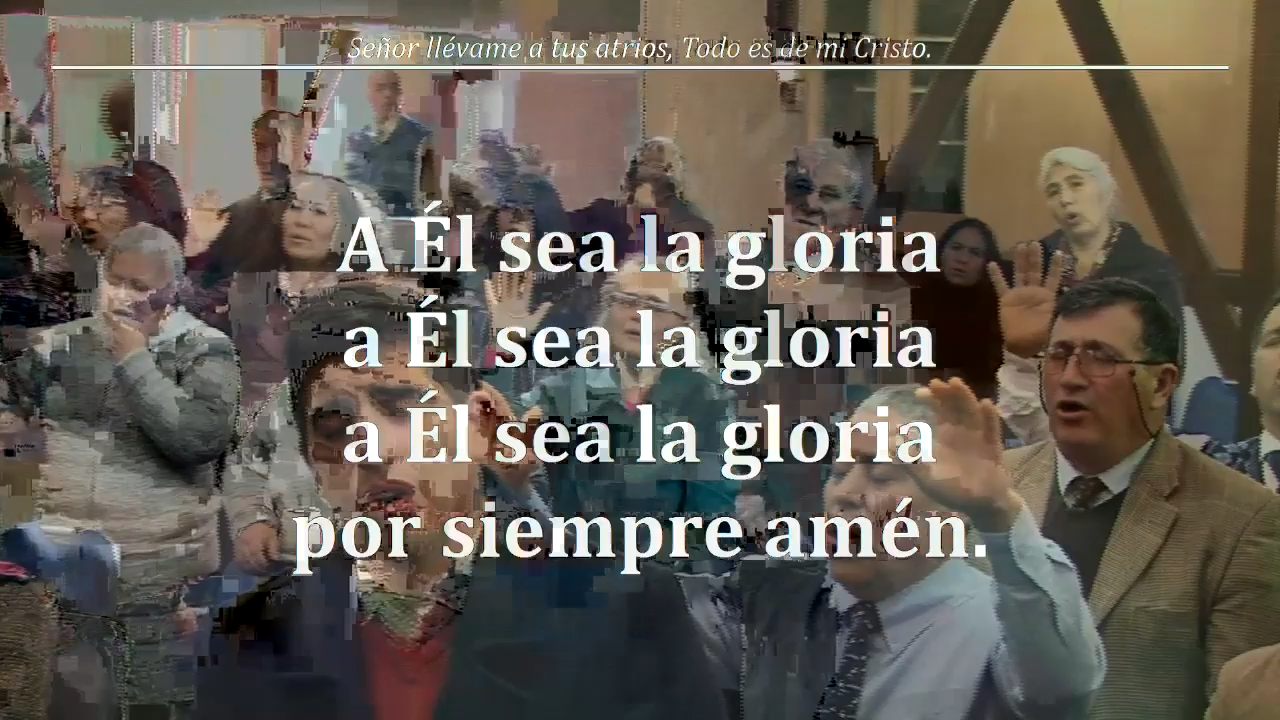 Señor llévame a tus atrios, Todo es de mi Cristo.
A Él sea la gloria
a Él sea la gloria
a Él sea la gloria
por siempre amén.